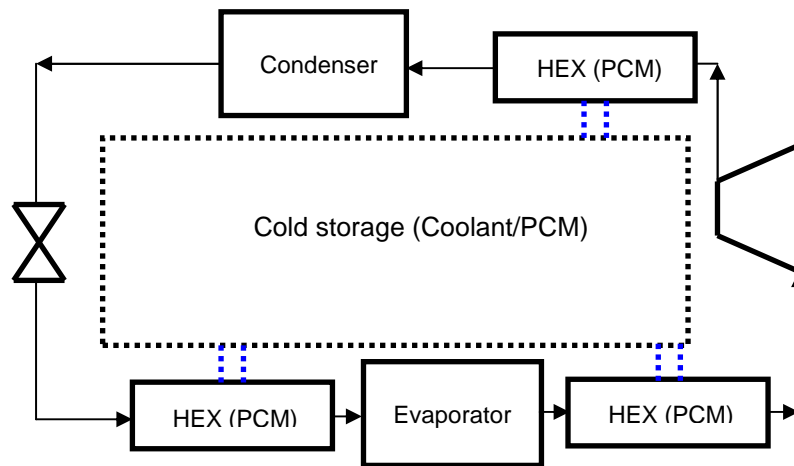 Condenser
HEX (PCM)
Cold storage (Coolant/PCM)
HEX (PCM)
Evaporator
HEX (PCM)